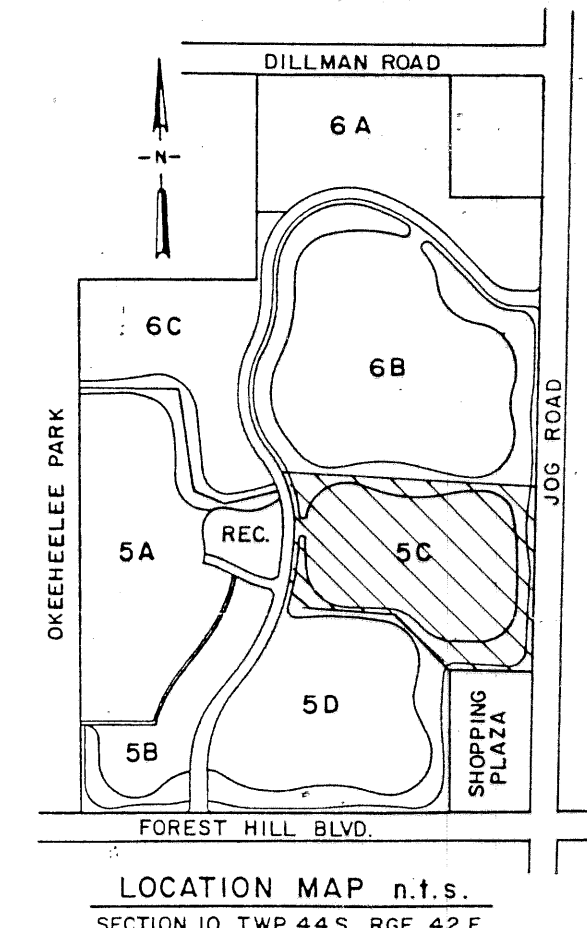 DILLMAN ROAD
6A
-N-
6C
6B
JOG ROAD
OKEEHEELEE PARK
5A
REC.
5C
5D
5B
SHOPPING
PLAZA
FOREST HILL BLVD.
LOCATION MAP n.t.s.
SECTION 10, TWP. 44 S., RGE. 42 E.